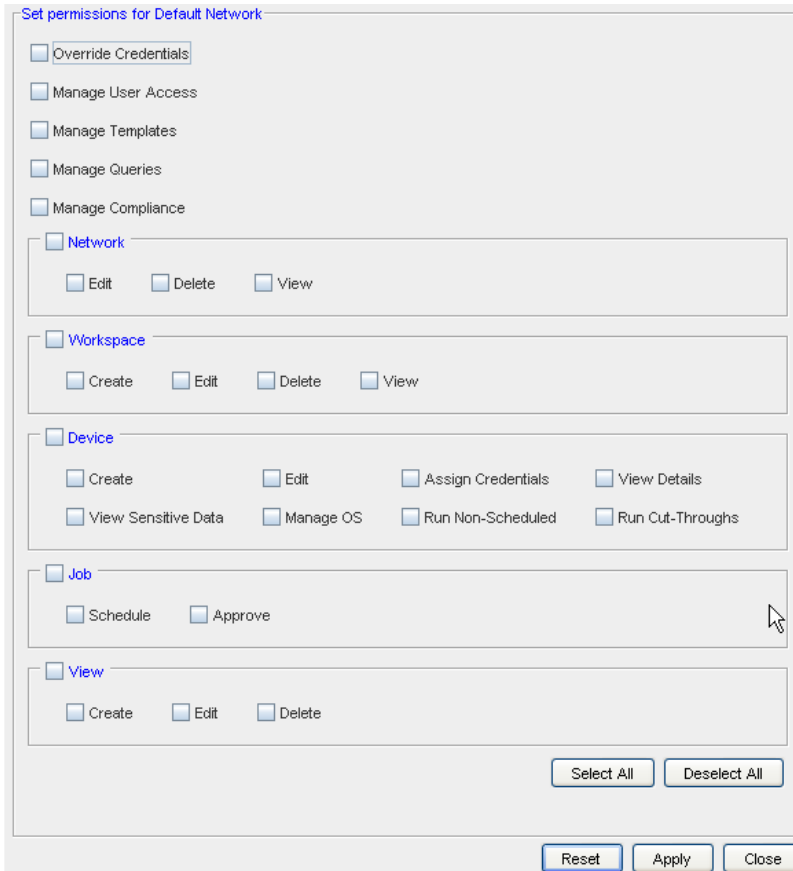 Set permissions for Default Network
Override Credentials
Manage User Access
Manage Templates
Manage Queries
Manage Compliance
Network
Edit Delete View
Workspace
Create Edit Delete View
Device
Create Edit Assign Credentials View Details
View Sensitive Data Manage OS Run Non-Scheduled Run Cut-Throughs
Job
Schedule Approve
View
Create Edit Delete
Select All Deselect All
Reset Apply Close